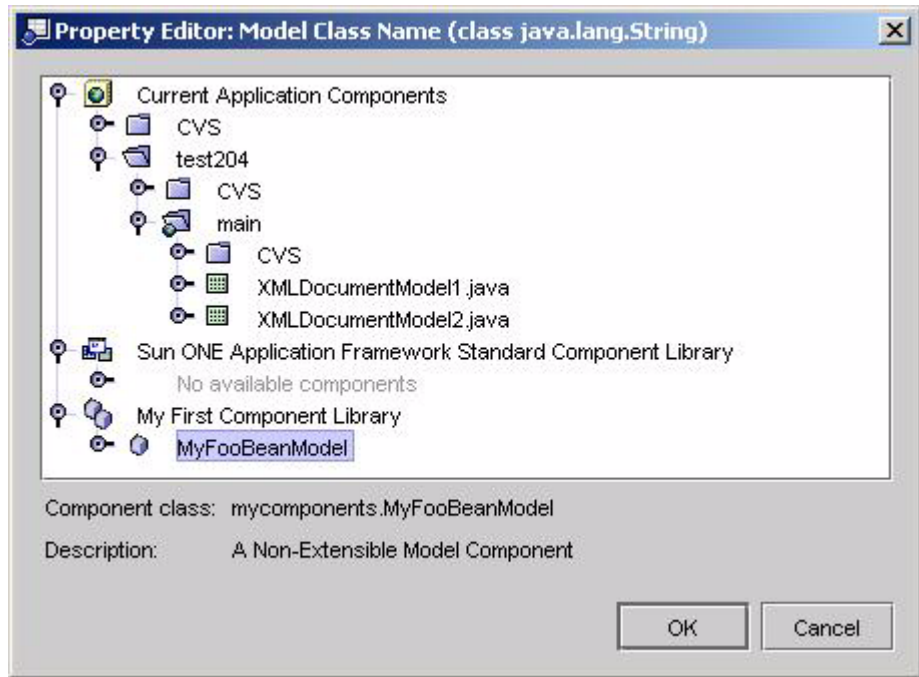 Property Editor: Model Class Name (class java.lang.String)
Current Application Components
CVS
test204
CVS
main
CVS
XMLDocumentModel1.java
XMLDocumentModel2.java
Sun ONE Application Framework Standard Component Library
No available components
My First Component Library
MyFooBeanModel
Component class: mycomponents.MyFooBeanModel
Description: A Non-Extensible Model Component
OK Cancel